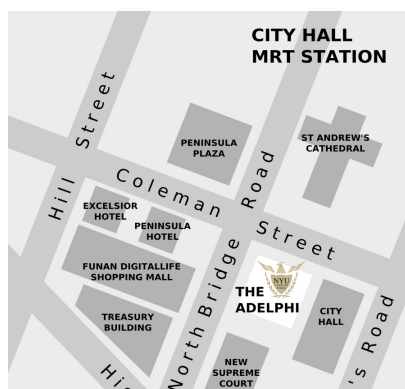 CITY HALL
MRT STATION
Hill Street
PENINSULA
PLAZA
ST ANDREW'S
CATHEDRAL
Coleman Street
North Bridge Road
EXCELSIOR
HOTEL
PENINSULA
HOTEL
FUNAN DIGITALLIFE
SHOPPING MALL
NYU
THE
ADELPHI
CITY
HALL
TREASURY
BUILDING
NEW
SUPREME
COURT
's Road